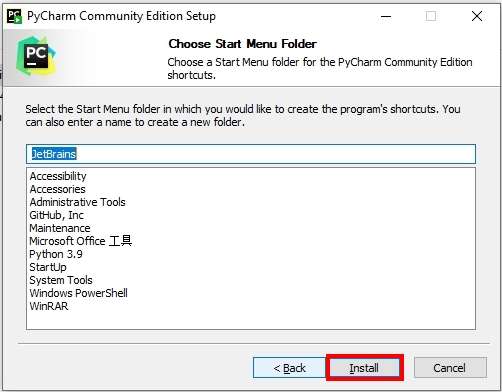 PyCharm Community Edition Setup
PC
Choose Start Menu Folder
Choose a Start Menu folder for the PyCharm Community Edition
shortcuts.
Select the Start Menu folder in which you would like to create the program's shortcuts. You
can also enter a name to create a new folder.
JetBrains
Accessibility
Accessories
Administrative Tools
GitHub, Inc
Maintenance
Microsoft Office 工具
Python 3.9
StartUp
System Tools
Windows PowerShell
WinRAR
< Back
Install
Cancel